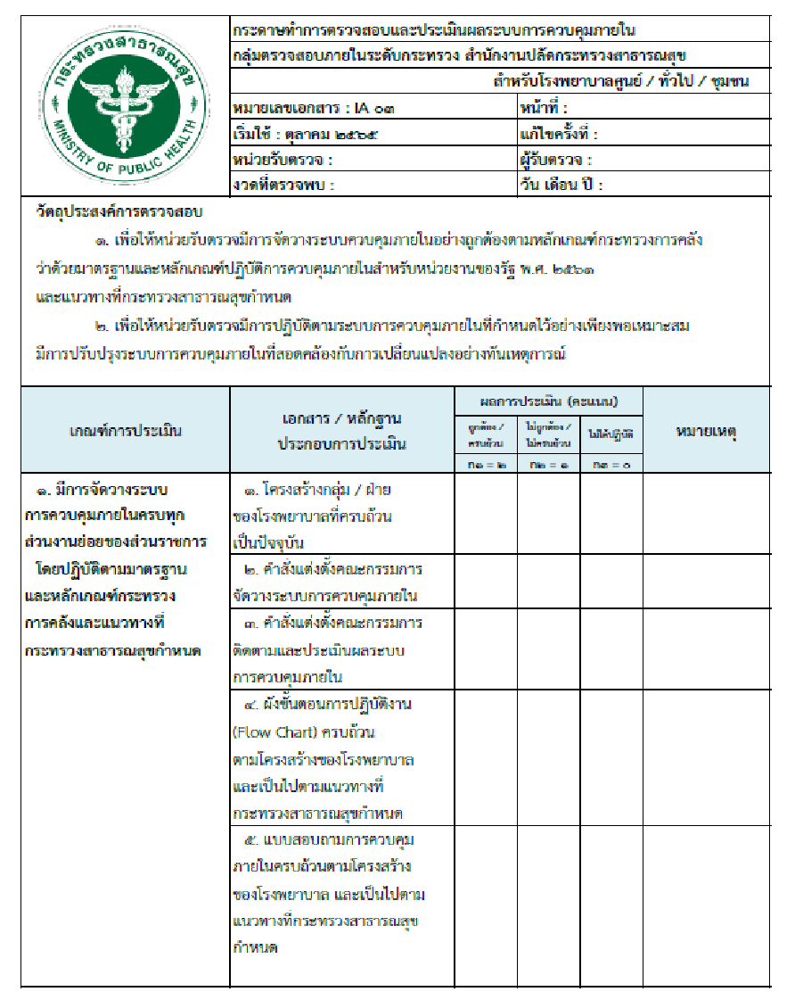 กระทรวงสาธารณสุข
MINISTRY OF PUBLIC HEALTH
กระดาษทำการตรวจสอบและประเมินผลระบบการควบคุมภายใน
กลุ่มตรวจสอบภายในระดับกระทรวง สำนักงานปลัดกระทรวงสาธารณสุข
สำหรับโรงพยาบาลศูนย์ / ทั่วไป / ชุมชน
หมายเลขเอกสาร : IA ๐๓ หน้าที่ :
เริ่มใช้ : ตุลาคม ๒๕๖๕ แก้ไขครั้งที่ :
หน่วยรับตรวจ : ผู้รับตรวจ :
งวดที่ตรวจพบ : วัน เดือน ปี :
วัตถุประสงค์การตรวจสอบ
๑. เพื่อให้หน่วยรับตรวจมีการจัดวางระบบควบคุมภายในอย่างถูกต้องตามหลักเกณฑ์กระทรวงการคลัง
ว่าด้วยมาตรฐานและหลักเกณฑ์ปฏิบัติการควบคุมภายในสำหรับหน่วยงานของรัฐ พ.ศ. ๒๕๖๑
และแนวทางที่กระทรวงสาธารณสุขกำหนด
๒. เพื่อให้หน่วยรับตรวจมีการปฏิบัติตามระบบการควบคุมภายในที่กำหนดไว้อย่างเพียงพอเหมาะสม
มีการปรับปรุงระบบการควบคุมภายในที่สอดคล้องกับการเปลี่ยนแปลงอย่างทันเหตุการณ์
เกณฑ์การประเมิน
เอกสาร / หลักฐาน
ประกอบการประเมิน
ผลการประเมิน (คะแนน)
ถูกต้อง /
ครบถ้วน
ไม่ถูกต้อง /
ไม่ครบถ้วน
ไม่ได้ปฏิบัติ
ก๑ = ๒ ก๒ = ๑ ก๓ = ๐
หมายเหตุ
๑. มีการจัดวางระบบ
การควบคุมภายในครบทุก
ส่วนงานย่อยของส่วนราชการ
โดยปฏิบัติตามมาตรฐาน
และหลักเกณฑ์กระทรวง
การคลังและแนวทางที่
กระทรวงสาธารณสุขกำหนด
๑. โครงสร้างกลุ่ม / ฝ่าย
ของโรงพยาบาลที่ครบถ้วน
เป็นปัจจุบัน
๒. คำสั่งแต่งตั้งคณะกรรมการ
จัดวางระบบการควบคุมภายใน
๓. คำสั่งแต่งตั้งคณะกรรมการ
ติดตามและประเมินผลระบบ
การควบคุมภายใน
๔. ผังขั้นตอนการปฏิบัติงาน
(Flow Chart) ครบถ้วน
ตามโครงสร้างของโรงพยาบาล
และเป็นไปตามแนวทางที่
กระทรวงสาธารณสุขกำหนด
๕. แบบสอบถามการควบคุม
ภายในครบถ้วนตามโครงสร้าง
ของโรงพยาบาล และเป็นไปตาม
แนวทางที่กระทรวงสาธารณสุข
กำหนด